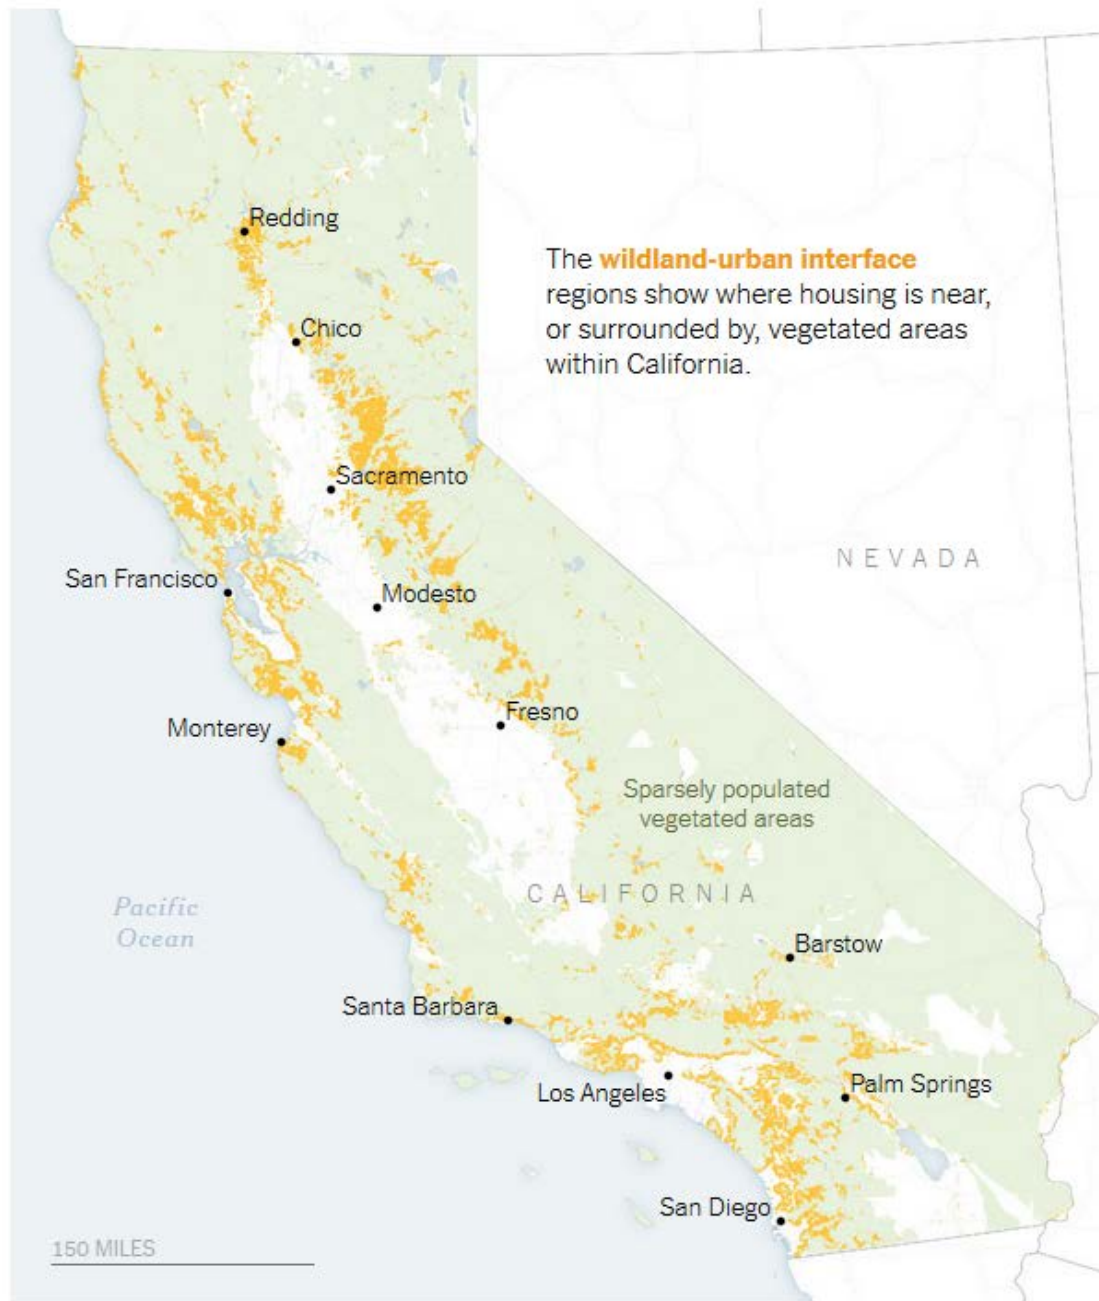 Redding
The wildland-urban interface
regions show where housing is near,
or surrounded by, vegetated areas
within California.
Chico
Sacramento
NEVADA
San Francisco
Modesto
Fresno
Monterey
Sparsely populated
vegetated areas
CALIFORNIA
Pacific
Ocean
Barstow
Santa Barbara
Los Angeles
Palm Springs
San Diego
150 MILES